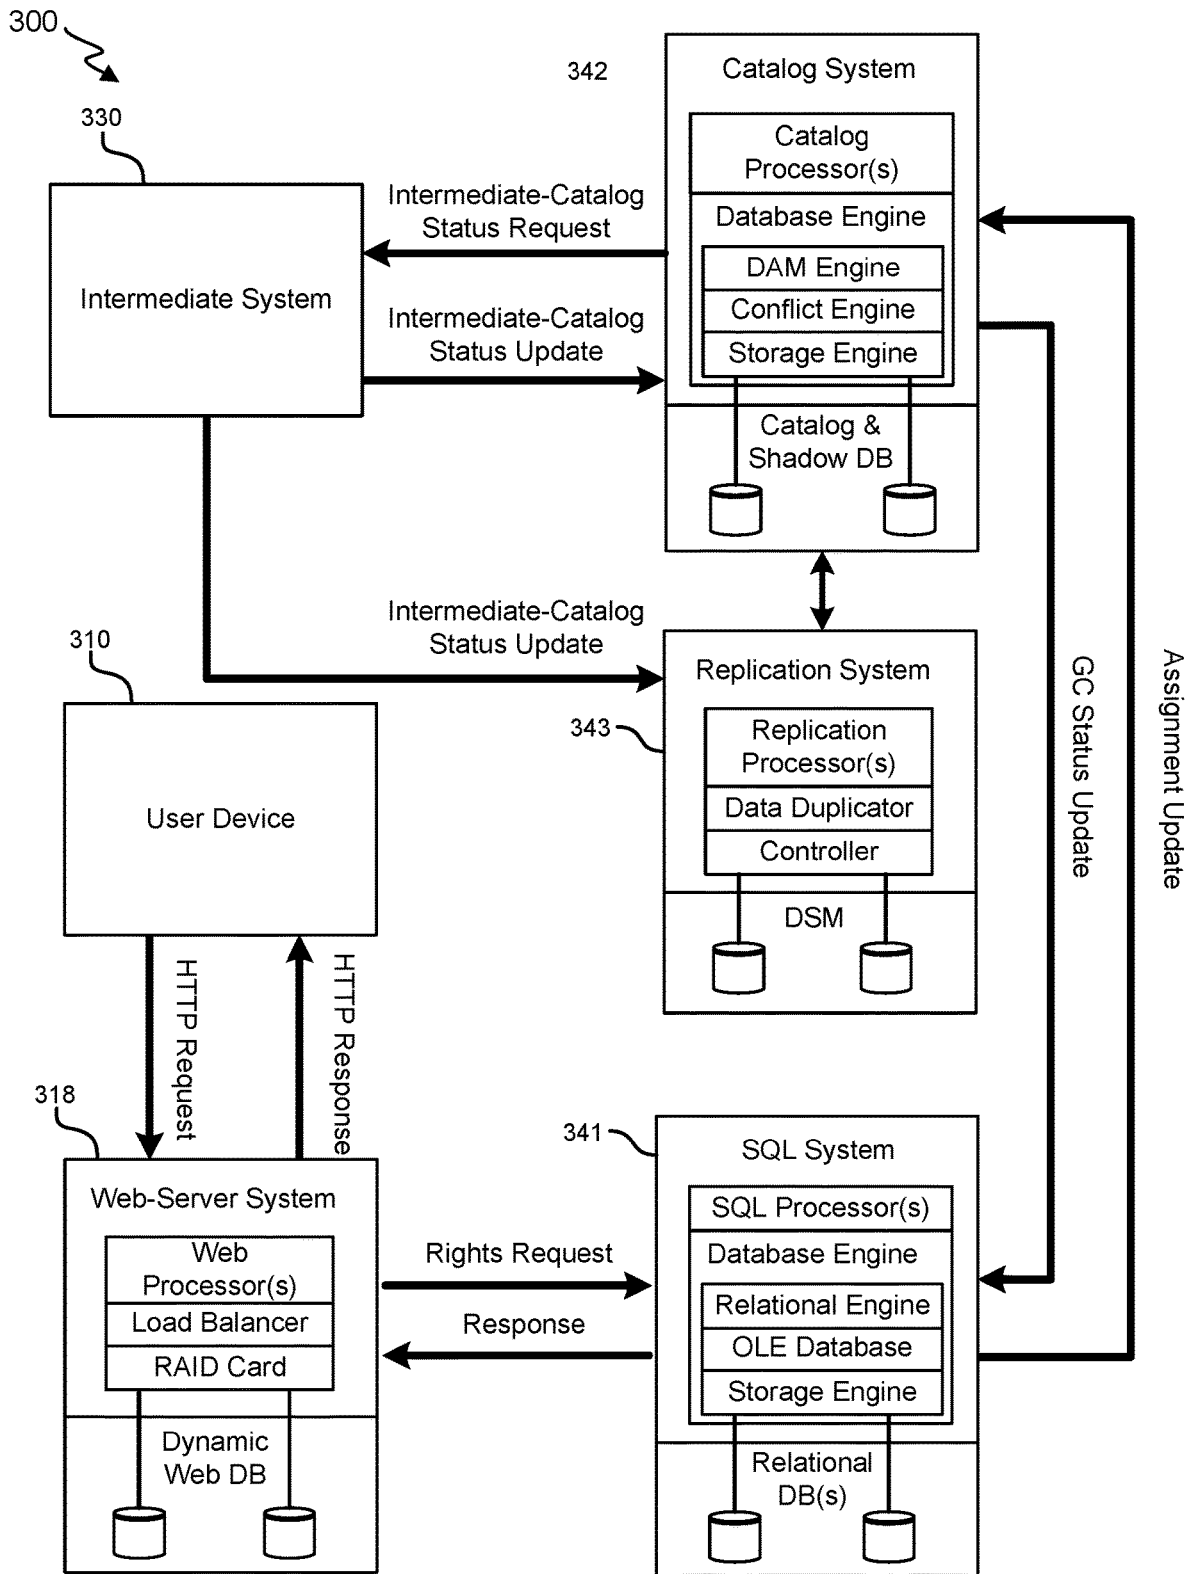 300
330
342
Catalog System
Catalog
Processor(s)
Database Engine
DAM Engine
Conflict Engine
Storage Engine
Catalog &
Shadow DB
Intermediate-Catalog
Status Request
Intermediate System
Intermediate-Catalog
Status Update
Intermediate-Catalog
Status Update
310
User Device
343
Replication System
Replication
Processor(s)
Data Duplicator
Controller
DSM
GC Status Update
Assignment Update
HTTP Request
HTTP Response
318
Web-Server System
Web
Processor(s)
Load Balancer
RAID Card
Dynamic
Web DB
Rights Request
Response
341
SQL System
SQL Processor(s)
Database Engine
Relational Engine
OLE Database
Storage Engine
Relational
DB(s)